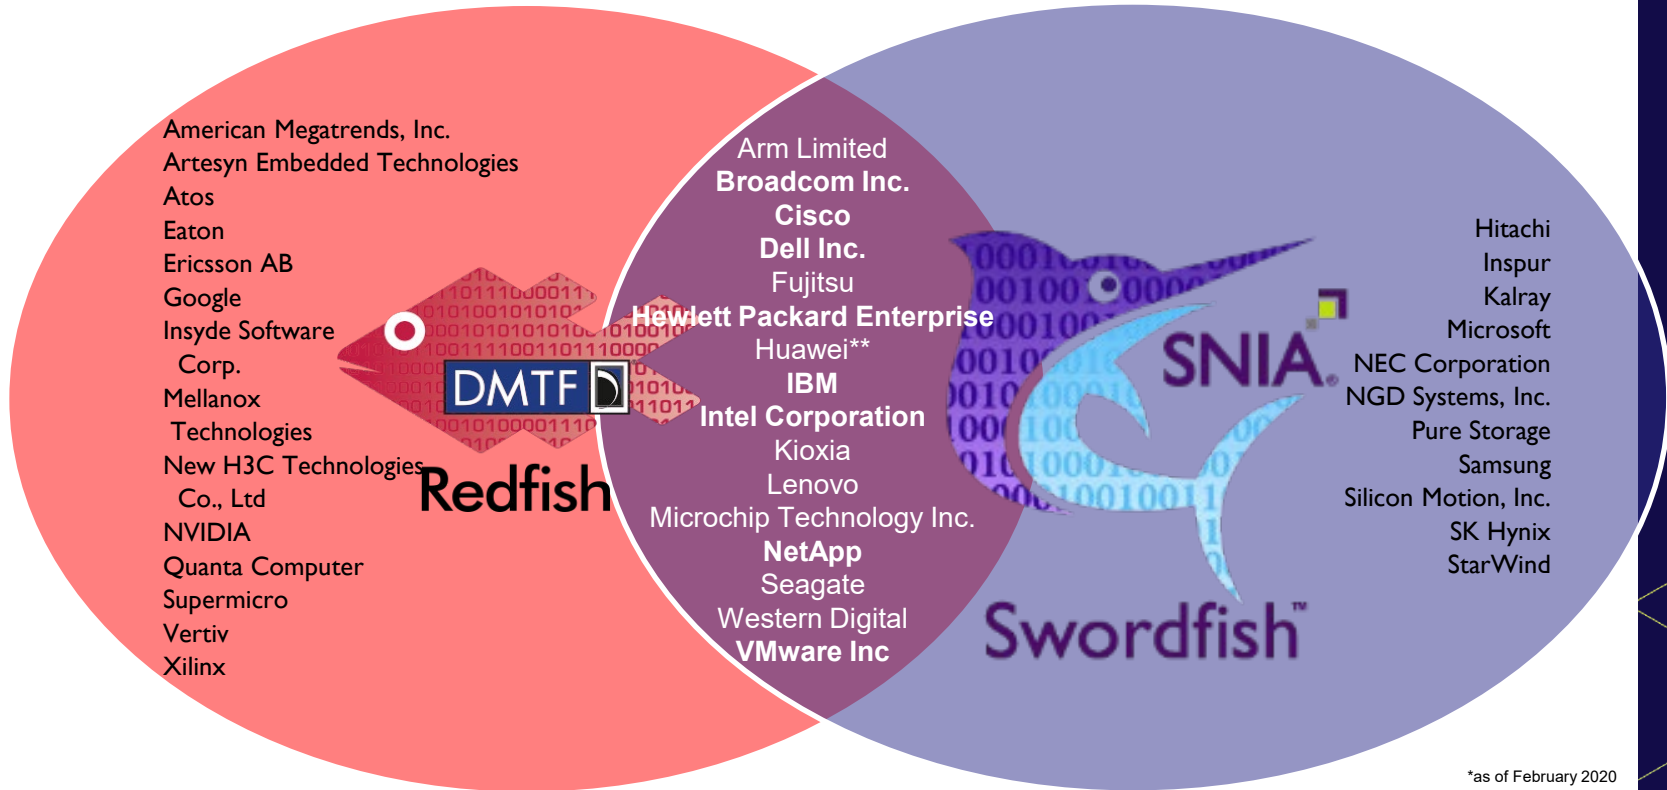 American Megatrends, Inc.
Artesyn Embedded Technologies
Atos
Eaton
Ericsson AB
Google
Insyde Software
Corp.
Mellanox
Technologies
New H3C Technologies
Co., Ltd
NVIDIA
Quanta Computer
Supermicro
Vertiv
Xilinx
DMTF
Redfish
Arm Limited
Broadcom Inc.
Cisco
Dell Inc.
Fujitsu
Hewlett Packard Enterprise
Huawei**
IBM
Intel Corporation
Kioxia
Lenovo
Microchip Technology Inc.
NetApp
Seagate
Western Digital
VMware Inc
SNIA®
Swordfish™
Hitachi
Inspur
Kalray
Microsoft
NEC Corporation
NGD Systems, Inc.
Pure Storage
Samsung
Silicon Motion, Inc.
SK Hynix
StarWind
*as of February 2020